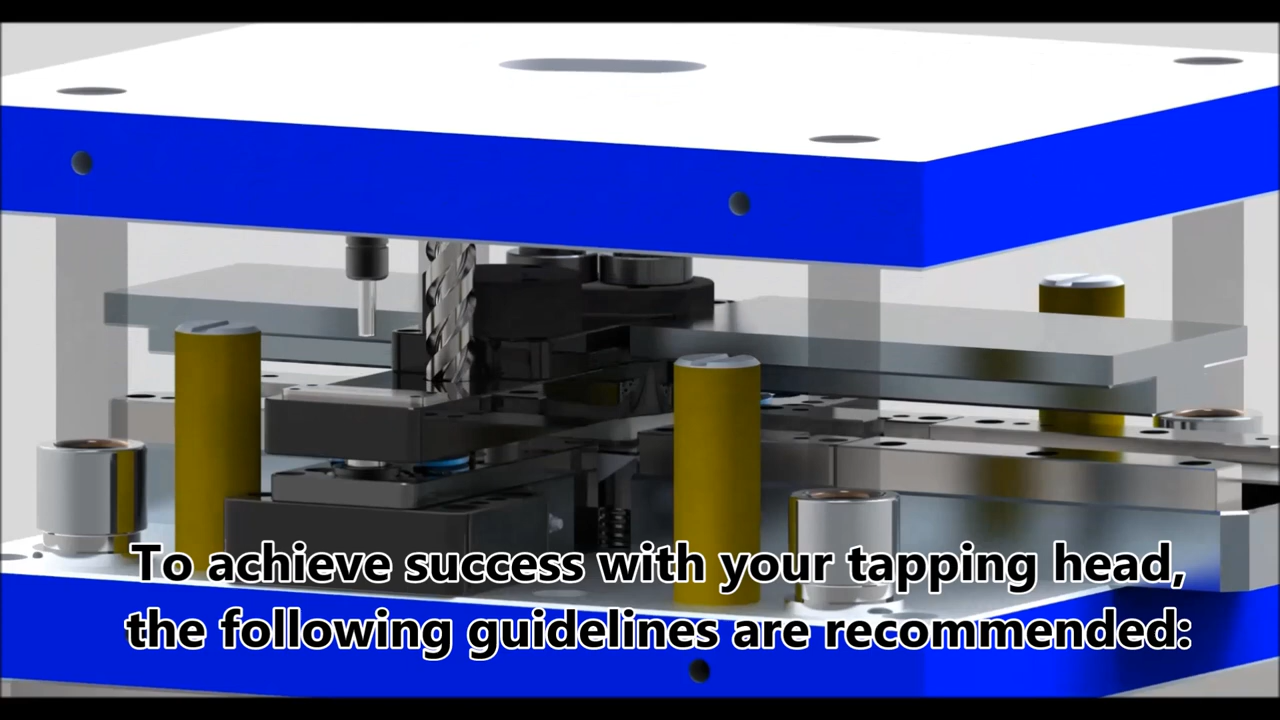 To achieve success with your tapping head,
the following guidelines are recommended: